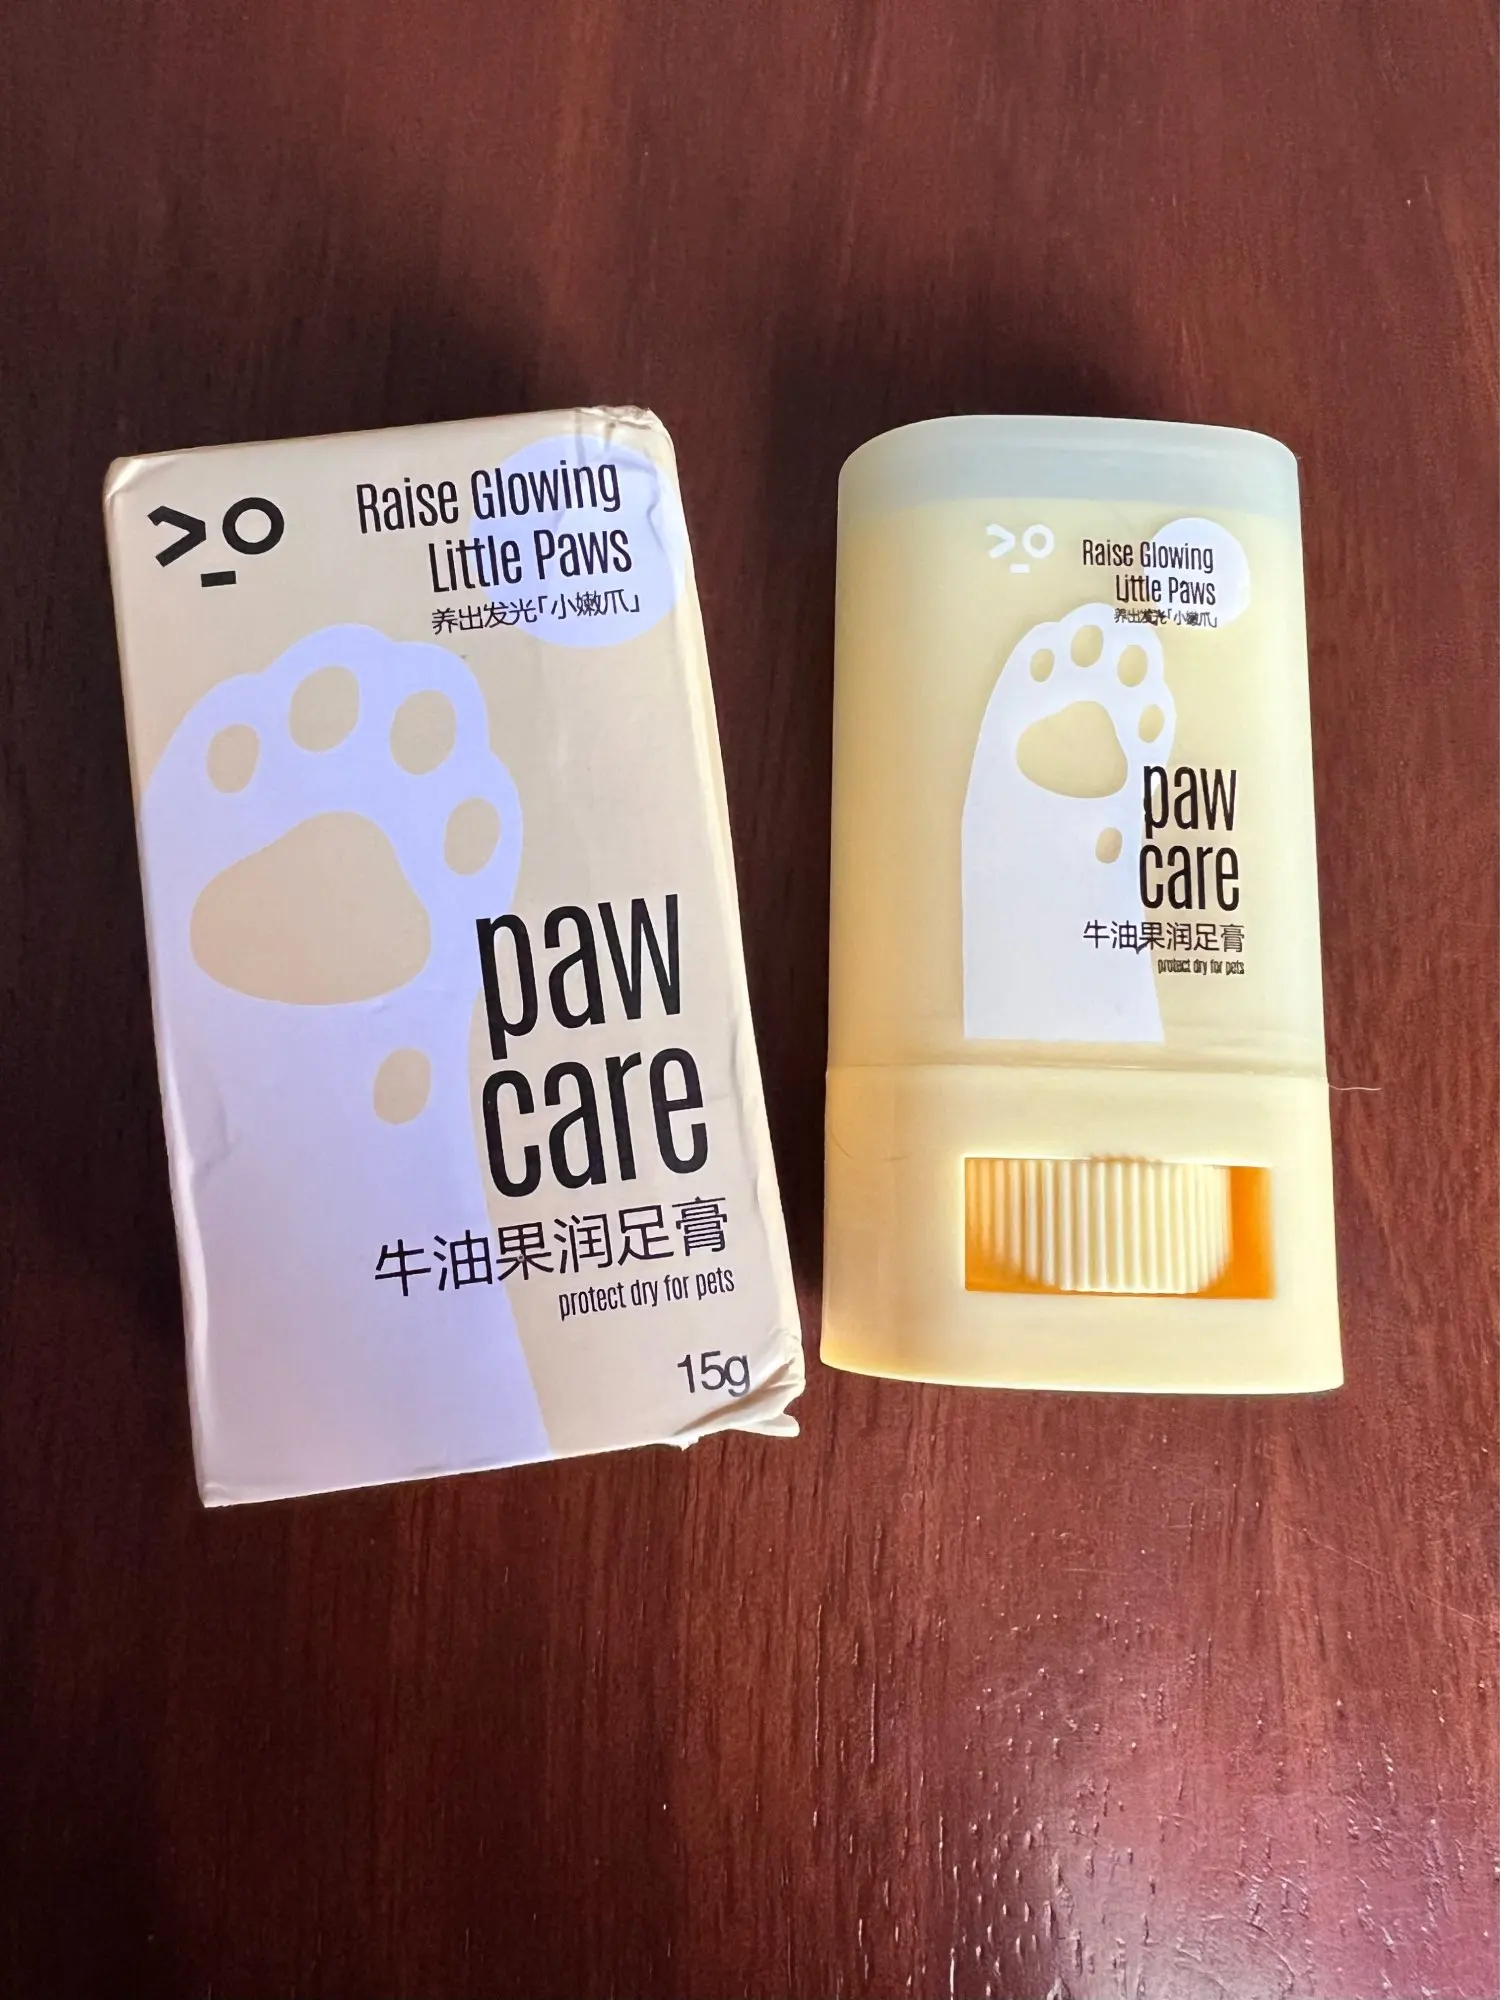 Raise Glowing
Little Paws
养出发光「小嫩爪」
paw
care
牛油果润足膏
protect dry for pets
15g
Raise Glowing
Little Paws
养出发光「小嫩爪」
paw
care
牛油果润足膏
protect dry for pets